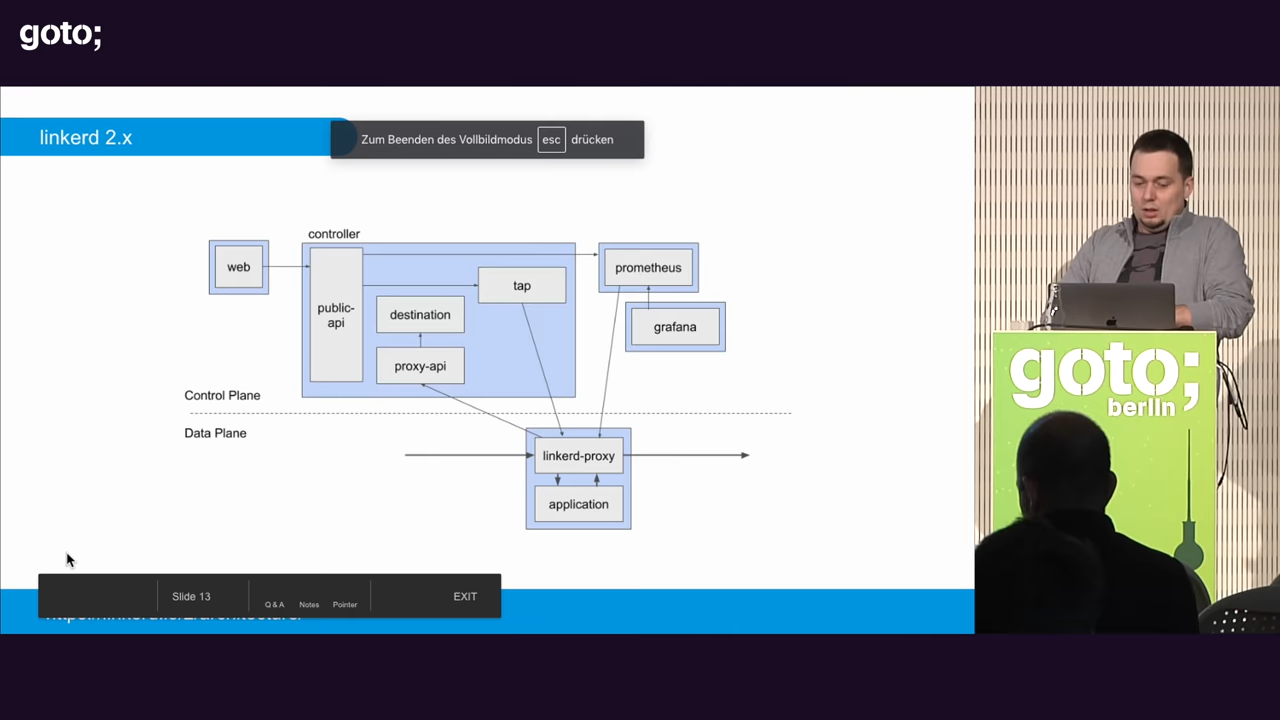 goto;
linkerd 2.x
Zum Beenden des Vollbildmodus esc drücken
controller
web
public-
api
tap
destination
proxy-api
prometheus
grafana
Control Plane
Data Plane
linkerd-proxy
application
Slide 13
Q & A
Notes
Pointer
EXIT
goto;
berlin